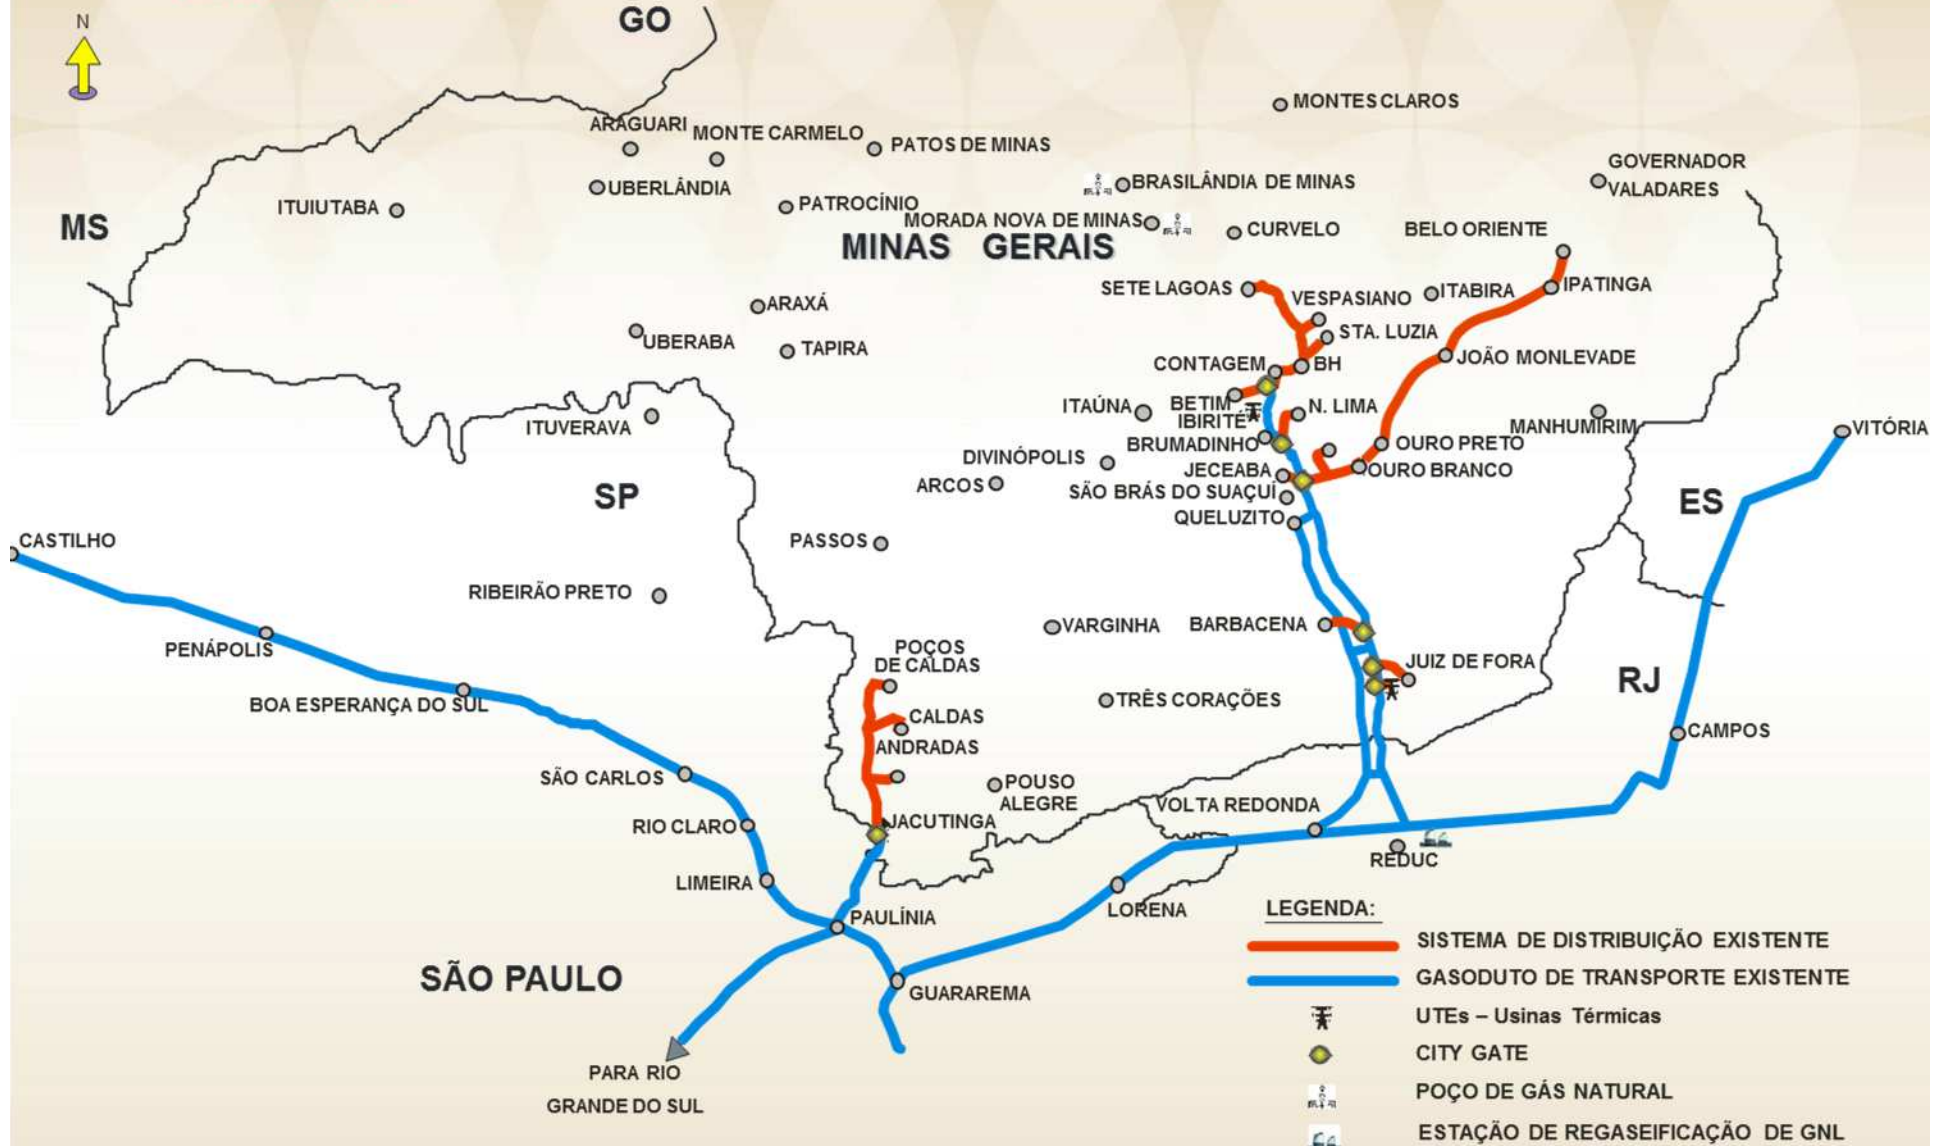 N
GO
MONTES CLAROS
ARAGUARI
MONTE CARMELO
PATOS DE MINAS
GOVERNADOR
VALADARES
UBERLÂNDIA
BRASILÂNDIA DE MINAS
ITUIUTABA
PATROCÍNIO
MORADA NOVA DE MINAS
MS
MINAS GERAIS
CURVELO
BELO ORIENTE
SETE LAGOAS
VESPASIANO
ITABIRA
IPATINGA
ARAXÁ
UBERABA
TAPIRA
STA. LUZIA
CONTAGEM
BH
JOÃO MONLEVADE
ITAÚNA
BETIM
IBIRITÉ
N. LIMA
ITUVERAVA
MANHUMIRIM
VITÓRIA
BRUMADINHO
OURO PRETO
DIVINÓPOLIS
JECEABA
OURO BRANCO
ARCOS
SÃO BRÁS DO SUAÇUÍ
SP
ES
QUELUZITO
CASTILHO
PASSOS
RIBEIRÃO PRETO
VARGINHA
BARBACENA
PENÁPOLIS
POÇOS
DE CALDAS
JUIZ DE FORA
RJ
BOA ESPERANÇA DO SUL
TRÊS CORAÇÕES
CALDAS
ANDRADAS
CAMPOS
SÃO CARLOS
POUSO
ALEGRE
VOLTA REDONDA
RIO CLARO
JACUTINGA
REDUC
LIMEIRA
PAULÍNIA
LORENA
SÃO PAULO
GUARAREMA
PARA RIO
GRANDE DO SUL
LEGENDA:
SISTEMA DE DISTRIBUIÇÃO EXISTENTE
GASODUTO DE TRANSPORTE EXISTENTE
UTEs – Usinas Térmicas
CITY GATE
POÇO DE GÁS NATURAL
ESTAÇÃO DE REGASEIFICAÇÃO DE GNL